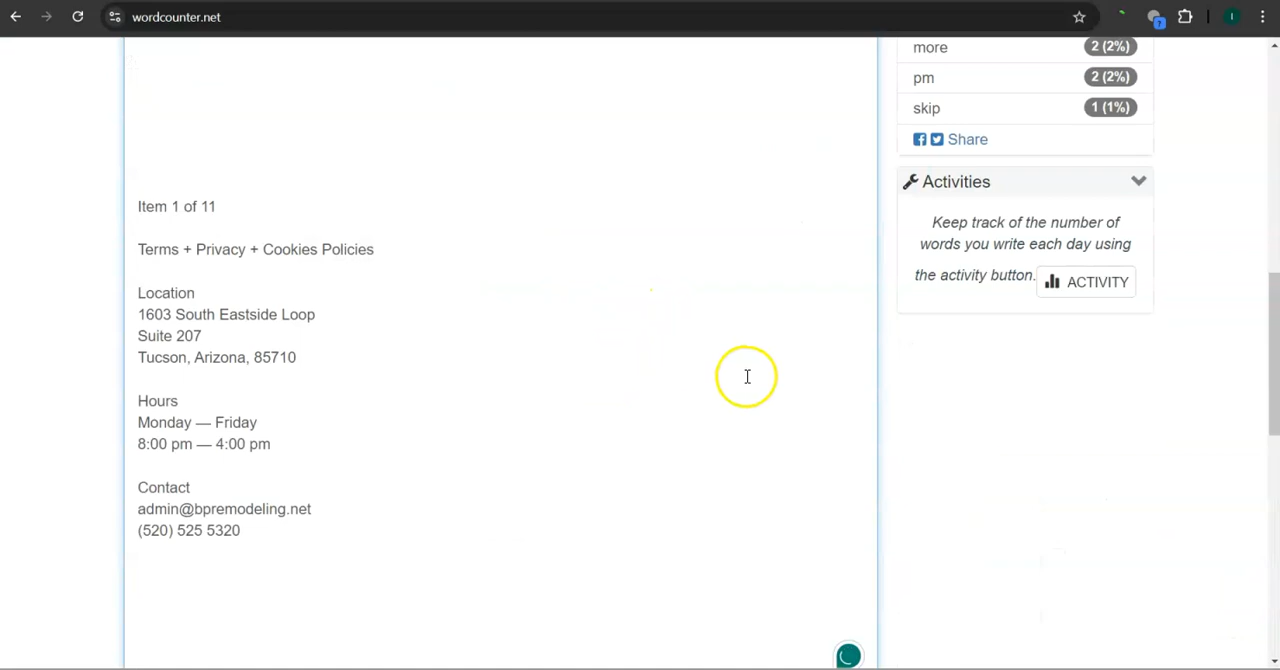 wordcounter.net
more 2 (2%)
pm 2 (2%)
skip 1 (1%)
Share
Activities
Keep track of the number of
words you write each day using
the activity button. ACTIVITY
Item 1 of 11
Terms + Privacy + Cookies Policies
Location
1603 South Eastside Loop
Suite 207
Tucson, Arizona, 85710
Hours
Monday — Friday
8:00 pm — 4:00 pm
Contact
admin@bpremodeling.net
(520) 525 5320